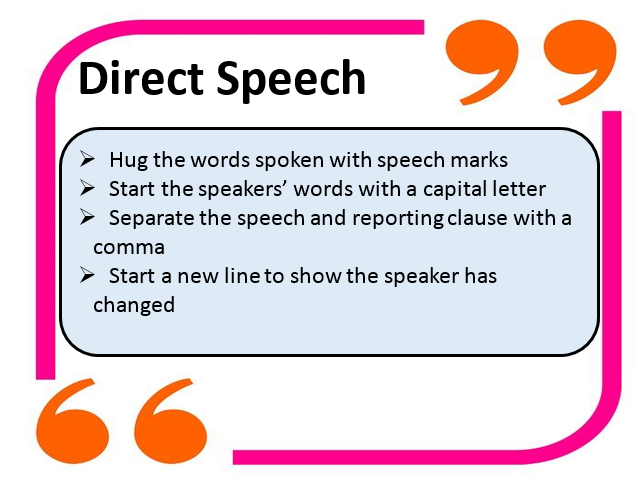 Direct Speech
➢ Hug the words spoken with speech marks
➢ Start the speakers’ words with a capital letter
➢ Separate the speech and reporting clause with a
comma
➢ Start a new line to show the speaker has
changed